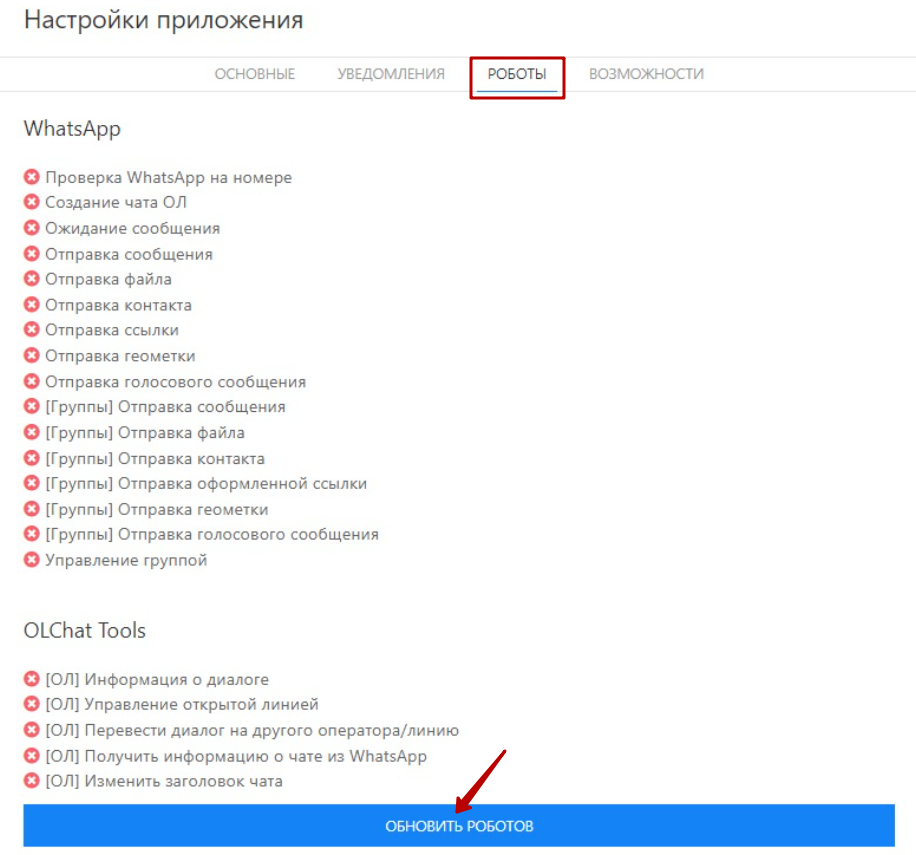 Настройки приложения
ОСНОВНЫЕ УВЕДОМЛЕНИЯ РОБОТЫ ВОЗМОЖНОСТИ
WhatsApp
Проверка WhatsApp на номере
Создание чата ОЛ
Ожидание сообщения
Отправка сообщения
Отправка файла
Отправка контакта
Отправка ссылки
Отправка геометки
Отправка голосового сообщения
[Группы] Отправка сообщения
[Группы] Отправка файла
[Группы] Отправка контакта
[Группы] Отправка оформленной ссылки
[Группы] Отправка геометки
[Группы] Отправка голосового сообщения
Управление группой
OLChat Tools
[ОЛ] Информация о диалоге
[ОЛ] Управление открытой линией
[ОЛ] Перевести диалог на другого оператора/линию
[ОЛ] Получить информацию о чате из WhatsApp
[ОЛ] Изменить заголовок чата
ОБНОВИТЬ РОБОТОВ